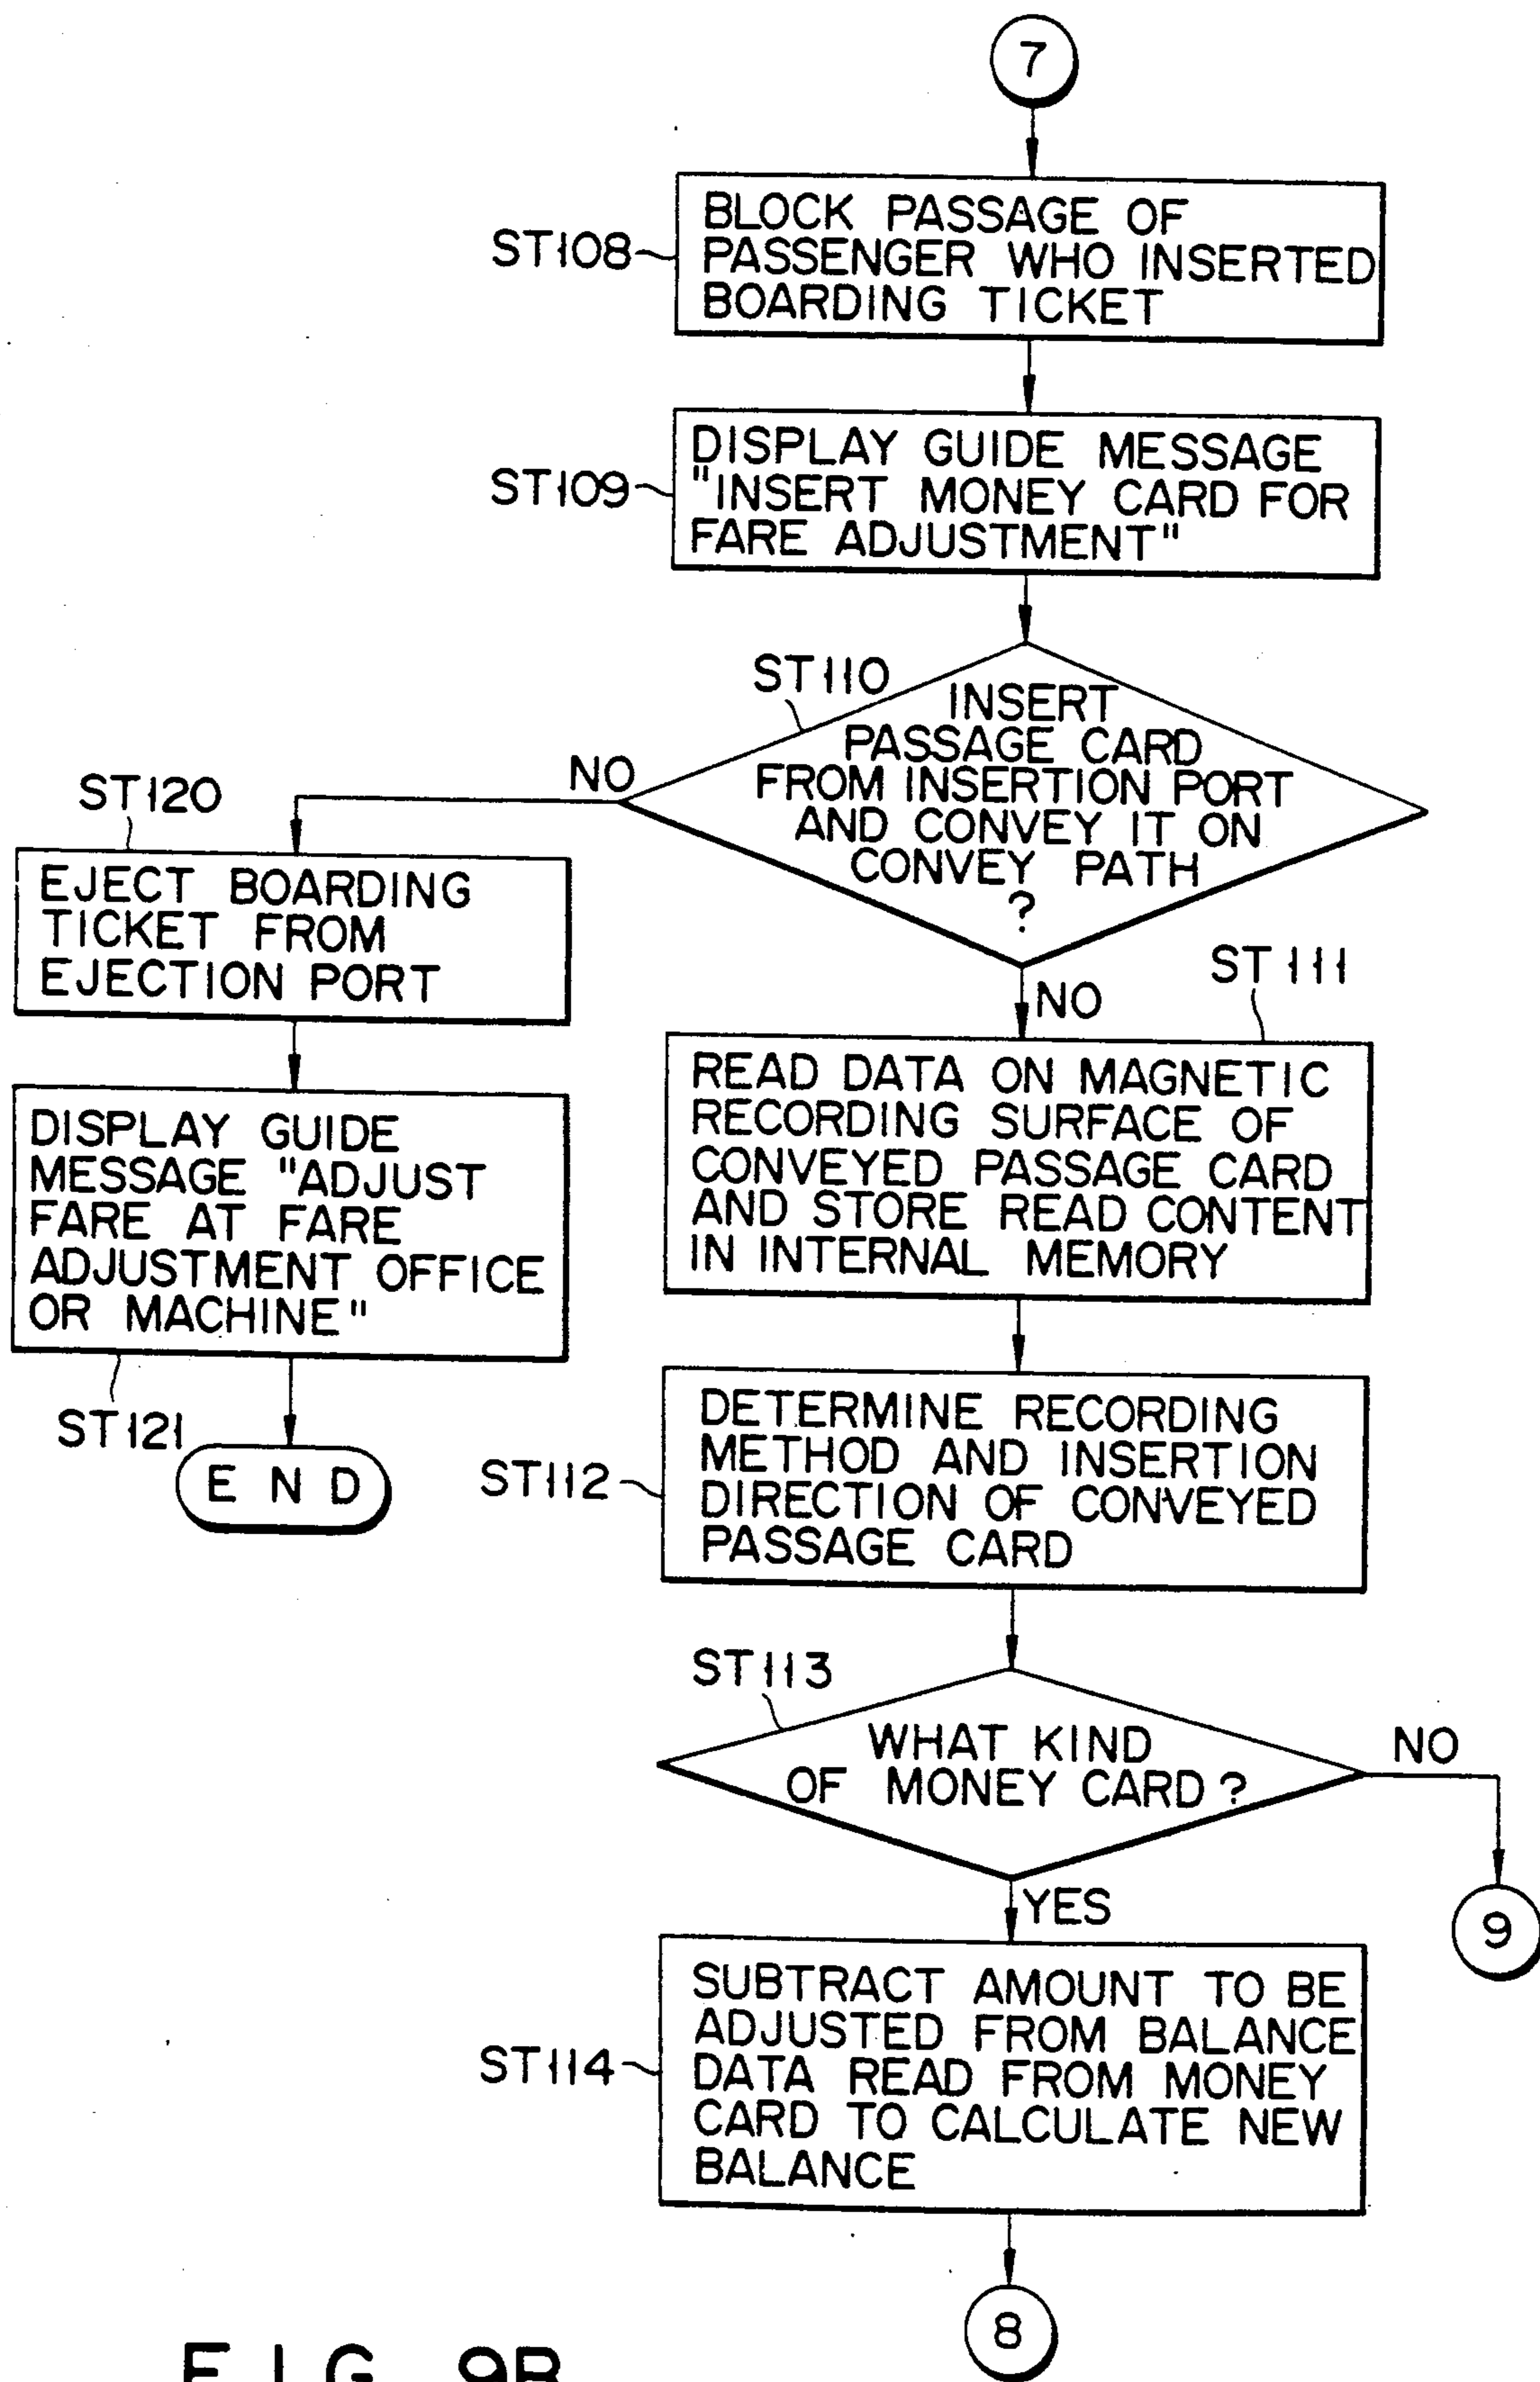 7
ST108
BLOCK PASSAGE OF
PASSENGER WHO INSERTED
BOARDING TICKET
ST109
DISPLAY GUIDE MESSAGE
"INSERT MONEY CARD FOR
FARE ADJUSTMENT"
ST110
INSERT
PASSAGE CARD
FROM INSERTION PORT
AND CONVEY IT ON
CONVEY PATH
?
NO
ST120
EJECT BOARDING
TICKET FROM
EJECTION PORT
DISPLAY GUIDE
MESSAGE "ADJUST
FARE AT FARE
ADJUSTMENT OFFICE
OR MACHINE"
ST121
END
NO
ST111
READ DATA ON MAGNETIC
RECORDING SURFACE OF
CONVEYED PASSAGE CARD
AND STORE READ CONTENT
IN INTERNAL MEMORY
ST112
DETERMINE RECORDING
METHOD AND INSERTION
DIRECTION OF CONVEYED
PASSAGE CARD
ST113
WHAT KIND
OF MONEY CARD?
NO
9
YES
ST114
SUBTRACT AMOUNT TO BE
ADJUSTED FROM BALANCE
DATA READ FROM MONEY
CARD TO CALCULATE NEW
BALANCE
8
FIG. 9B